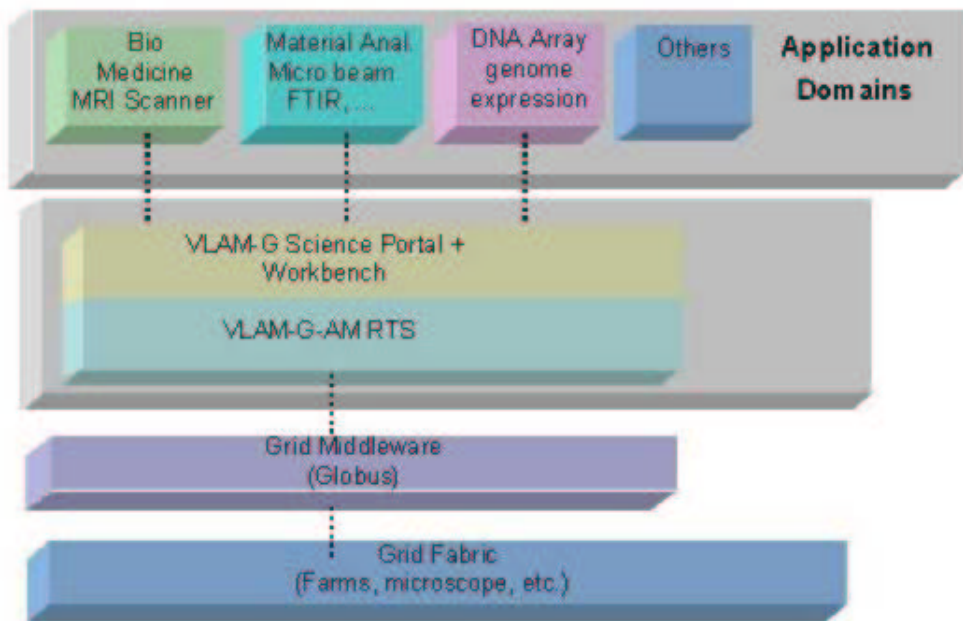 Bio
Medicine
MRI Scanner
Material Anal.
Micro beam
FTIR, ...
DNA Array
genome
expression
Others
Application
Domains
VLAM-G Science Portal +
Workbench
VLAM-G-AM RTS
Grid Middleware
(Globus)
Grid Fabric
(Farms, microscope, etc.)